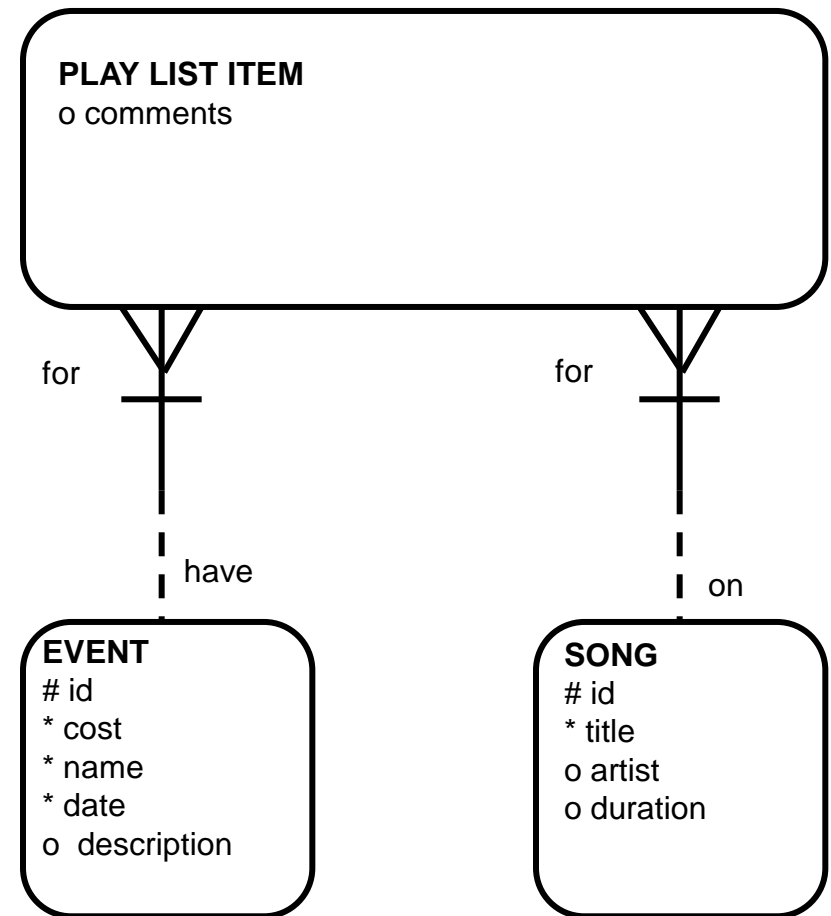 PLAY LIST ITEM
o comments
for
for
have
on
EVENT
# id
* cost
* name
* date
o description
SONG
# id
* title
o artist
o duration